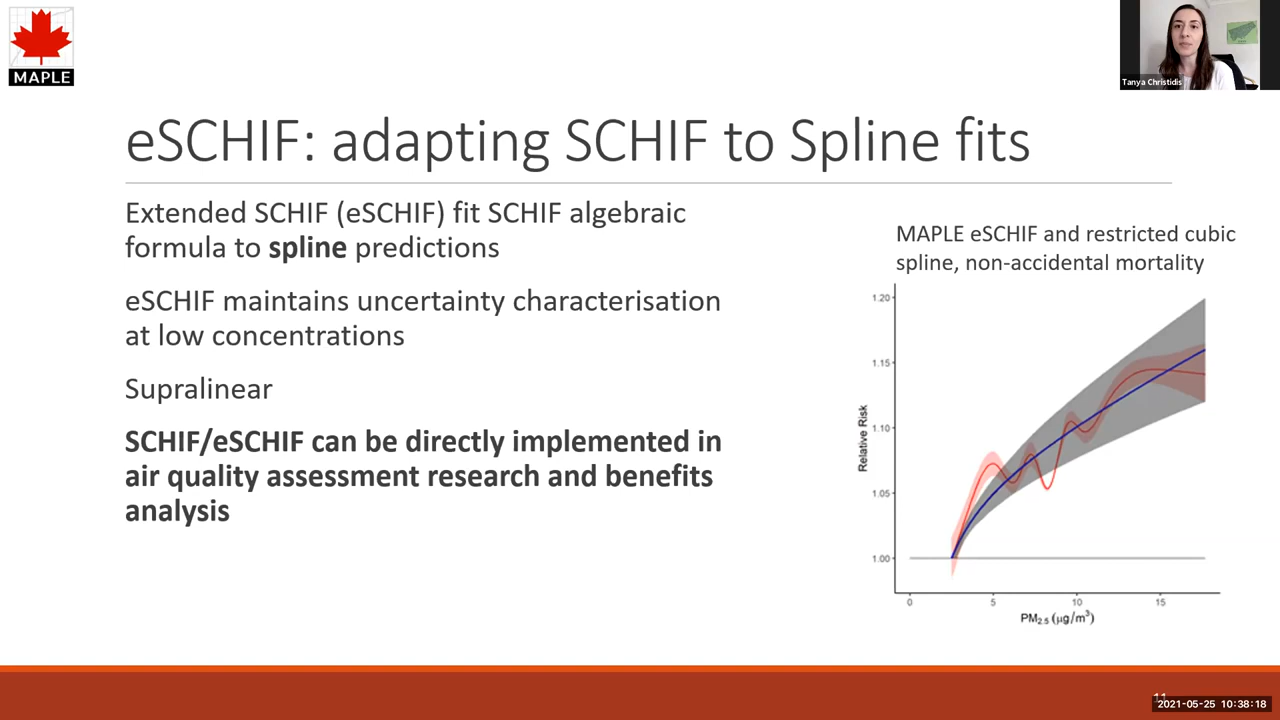 MAPLE
Tanya Christidis
eSCHIF: adapting SCHIF to Spline fits
Extended SCHIF (eSCHIF) fit SCHIF algebraic
formula to spline predictions
eSCHIF maintains uncertainty characterisation
at low concentrations
Supralinear
SCHIF/eSCHIF can be directly implemented in
air quality assessment research and benefits
analysis
MAPLE eSCHIF and restricted cubic
spline, non-accidental mortality
1.20
1.15
1.10
1.05
1.00
Relative Risk
0 5 10 15
PM2.5 (μg/m³)
11
2021-05-25 10:38:18